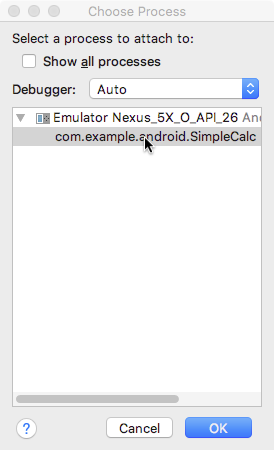 Choose Process
Select a process to attach to:
Show all processes
Debugger: Auto
Emulator Nexus_5X_O_API_26 And
com.example.android.SimpleCalc
? Cancel OK